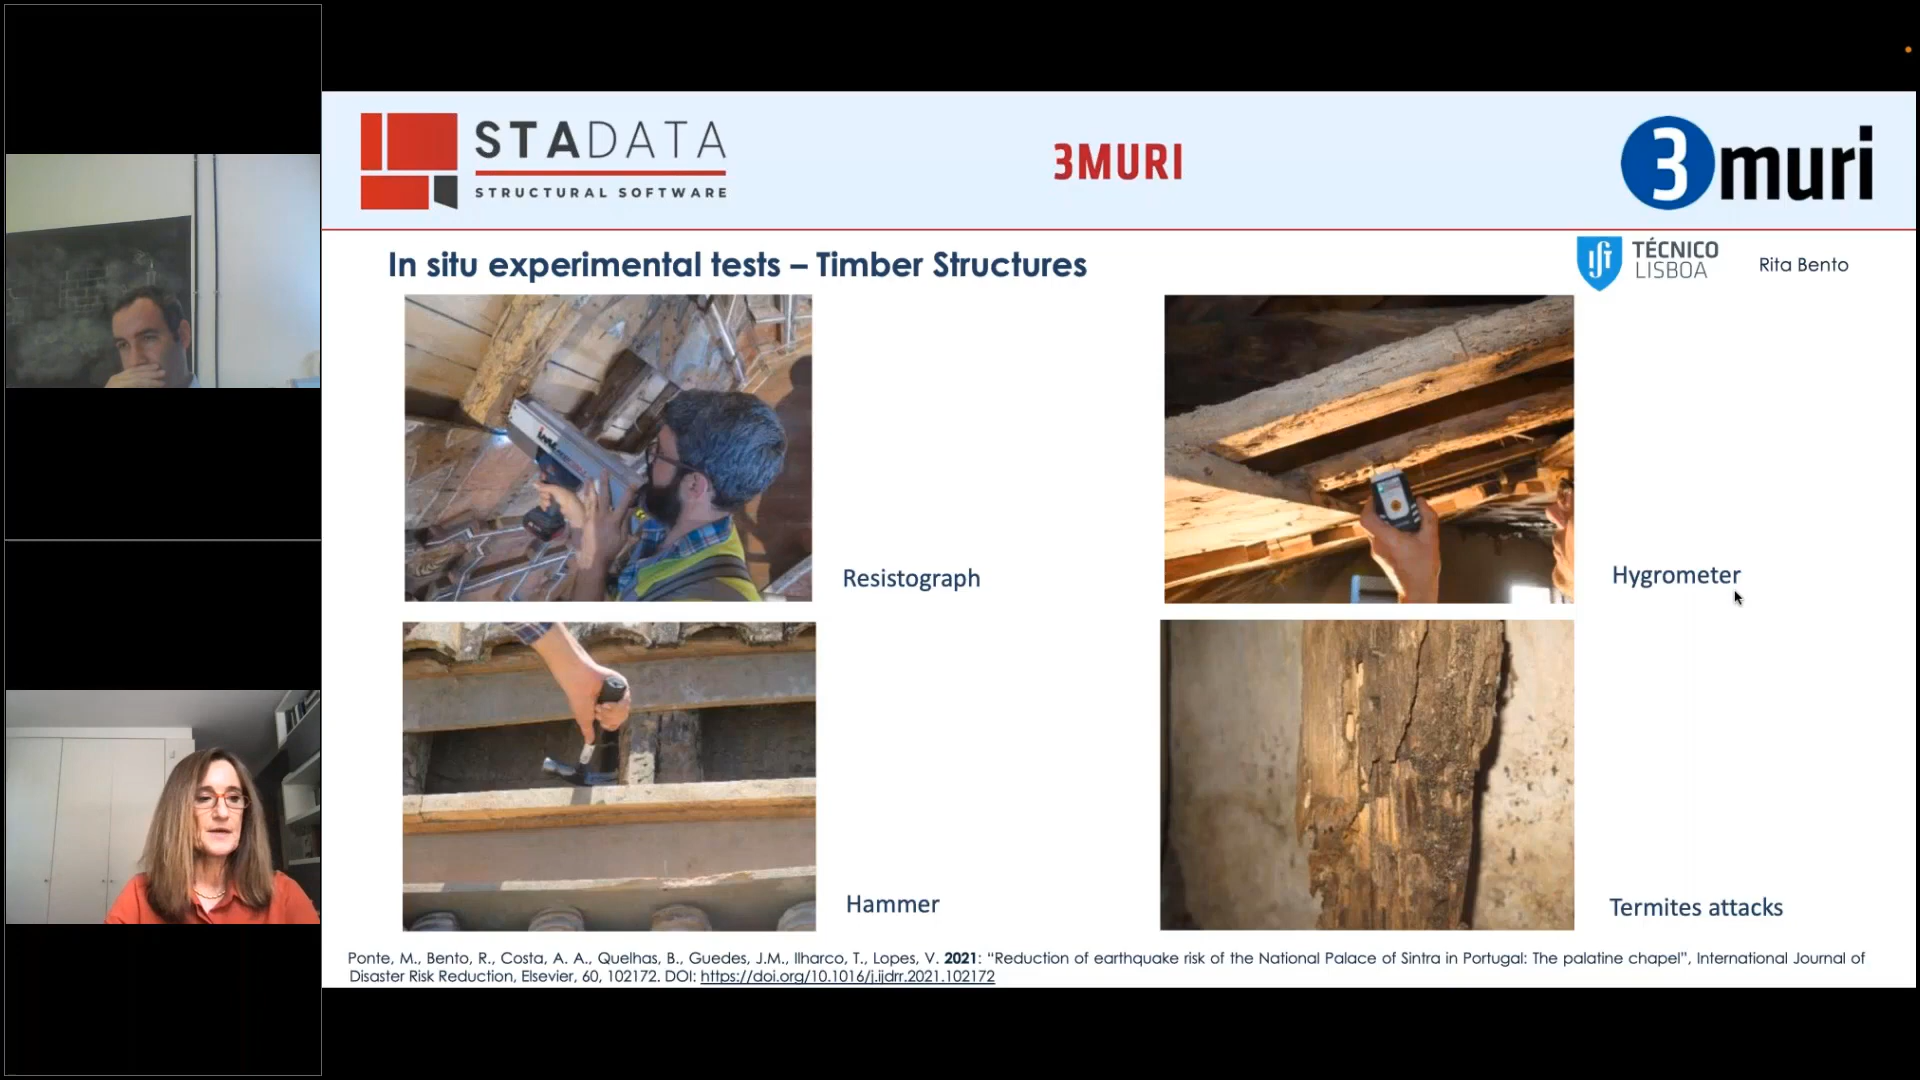 STADATA
STRUCTURAL SOFTWARE
3MURI
3muri
In situ experimental tests – Timber Structures
TÉCNICO
LISBOA
Rita Bento
Resistograph
Hygrometer
Hammer
Termites attacks
Ponte, M., Bento, R., Costa, A. A., Quelhas, B., Guedes, J.M., Ilharco, T., Lopes, V. 2021: “Reduction of earthquake risk of the National Palace of Sintra in Portugal: The palatine chapel”, International Journal of
Disaster Risk Reduction, Elsevier, 60, 102172. DOI: https://doi.org/10.1016/j.ijdrr.2021.102172